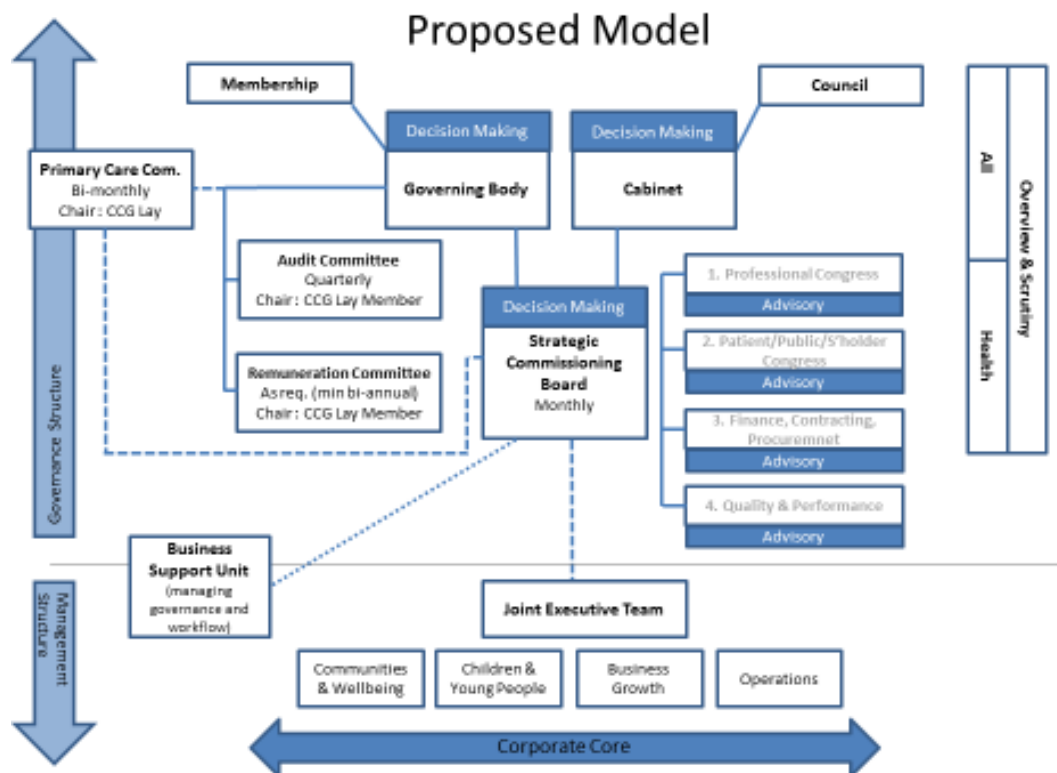 Proposed Model
Membership
Council
Decision Making
Governing Body
Decision Making
Cabinet
Primary Care Com.
Bi-monthly
Chair : CCG Lay
Audit Committee
Quarterly
Chair : CCG Lay Member
Remuneration Committee
As req. (min bi-annual)
Chair : CCG Lay Member
Decision Making
Strategic
Commissioning
Board
Monthly
1. Professional Congress
Advisory
2. Patient/Public/S'holder
Congress
Advisory
3. Finance, Contracting,
Procuremnet
Advisory
4. Quality & Performance
Advisory
All
Health
Overview & Scrutiny
Governance Structure
Business
Support Unit
(managing
governance and
workflow)
Joint Executive Team
Management
Structure
Communities
& Wellbeing
Children &
Young People
Business
Growth
Operations
Corporate Core